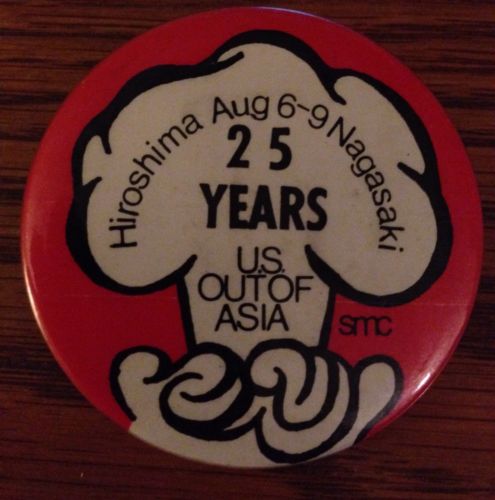 Hiroshima Aug 6-9 Nagasaki
25
YEARS
U.S.
OUT OF
ASIA
smc